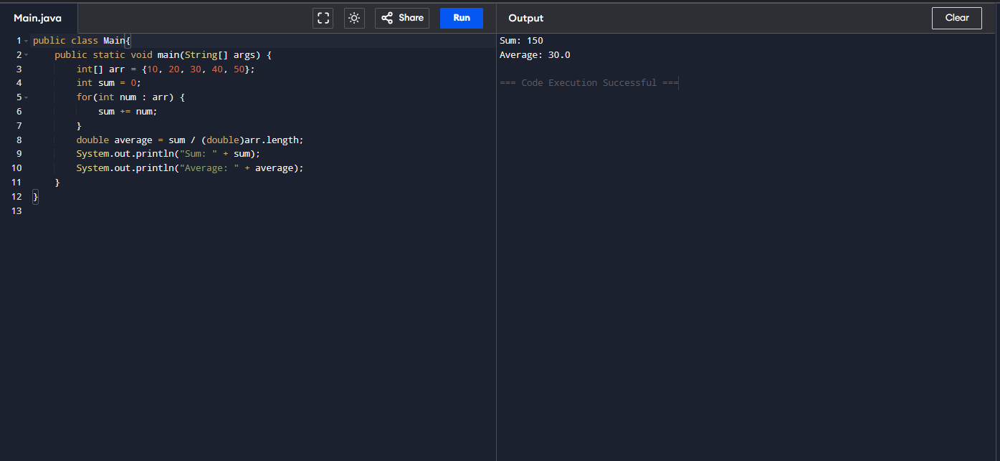 Main.java
Share
Run
Output
Clear
1 public class Main{
2     public static void main(String[] args) {
3         int[] arr = {10, 20, 30, 40, 50};
4         int sum = 0;
5         for(int num : arr) {
6             sum += num;
7         }
8         double average = sum / (double)arr.length;
9         System.out.println("Sum: " + sum);
10         System.out.println("Average: " + average);
11     }
12 }
13
Sum: 150
Average: 30.0
=== Code Execution Successful ===